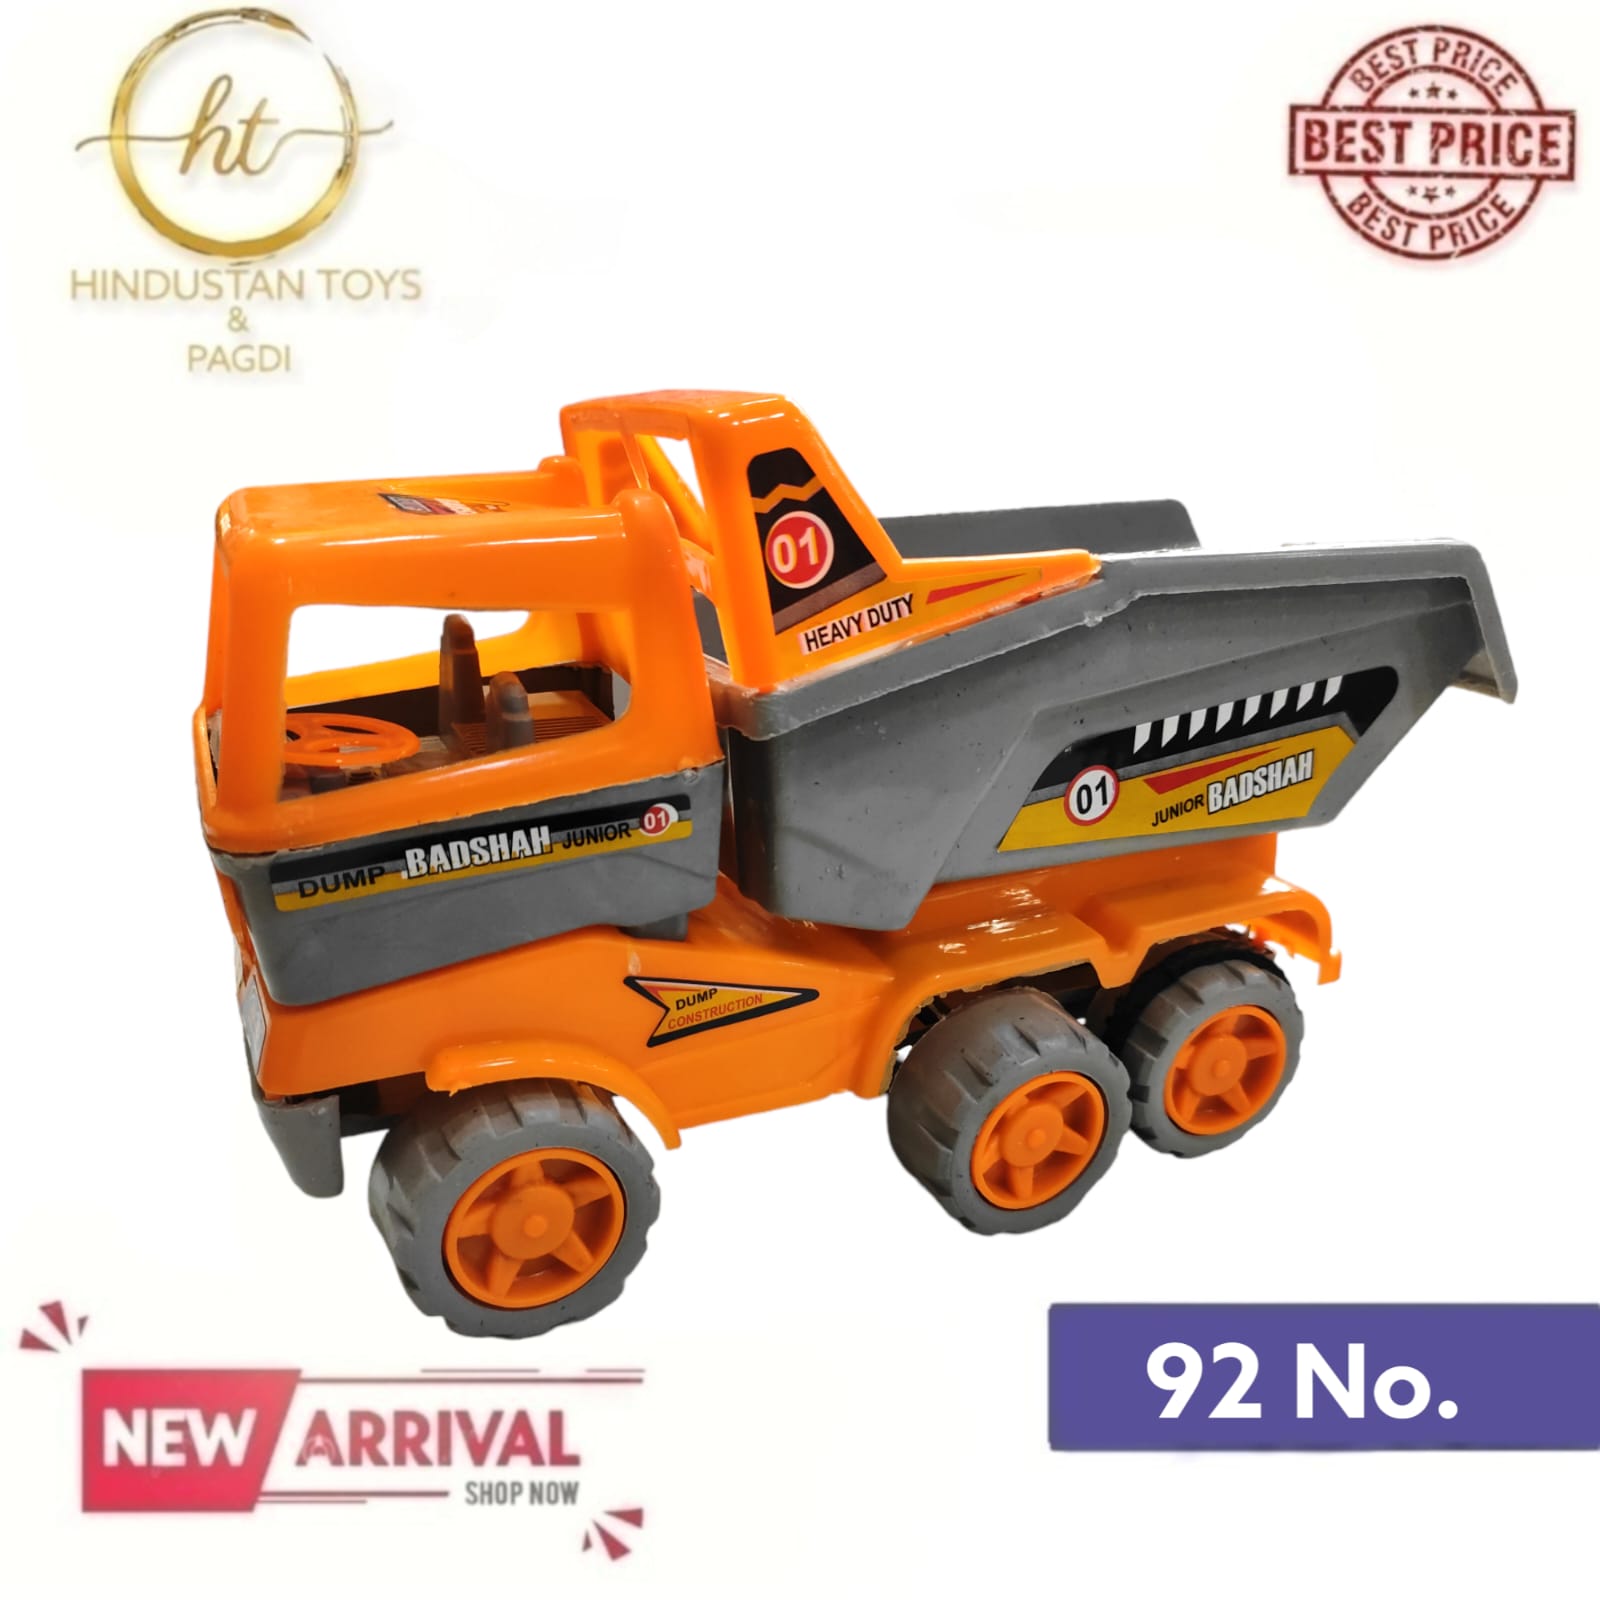 ht
HINDUSTAN TOYS
&
PAGDI
BEST PRICE
BEST PRICE
BEST PRICE
01
HEAVY DUTY
01
JUNIOR BADSHAH
DUMP BADSHAH JUNIOR 01
DUMP
CONSTRUCTION
92 No.
NEW ARRIVAL
SHOP NOW